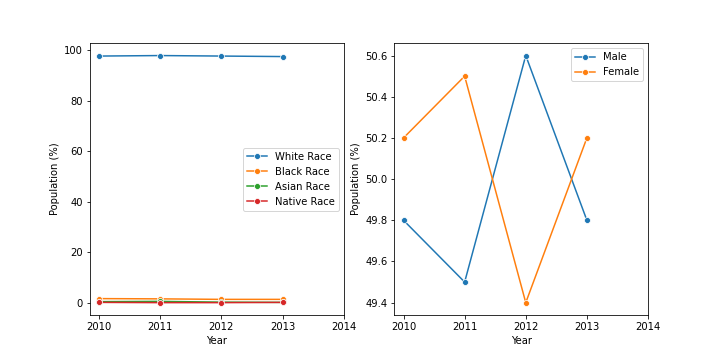 100
80
60
40
20
0
Population (%)
2010 2011 2012 2013 2014
Year
White Race
Black Race
Asian Race
Native Race
50.6
50.4
50.2
50.0
49.8
49.6
49.4
Population (%)
2010 2011 2012 2013 2014
Year
Male
Female